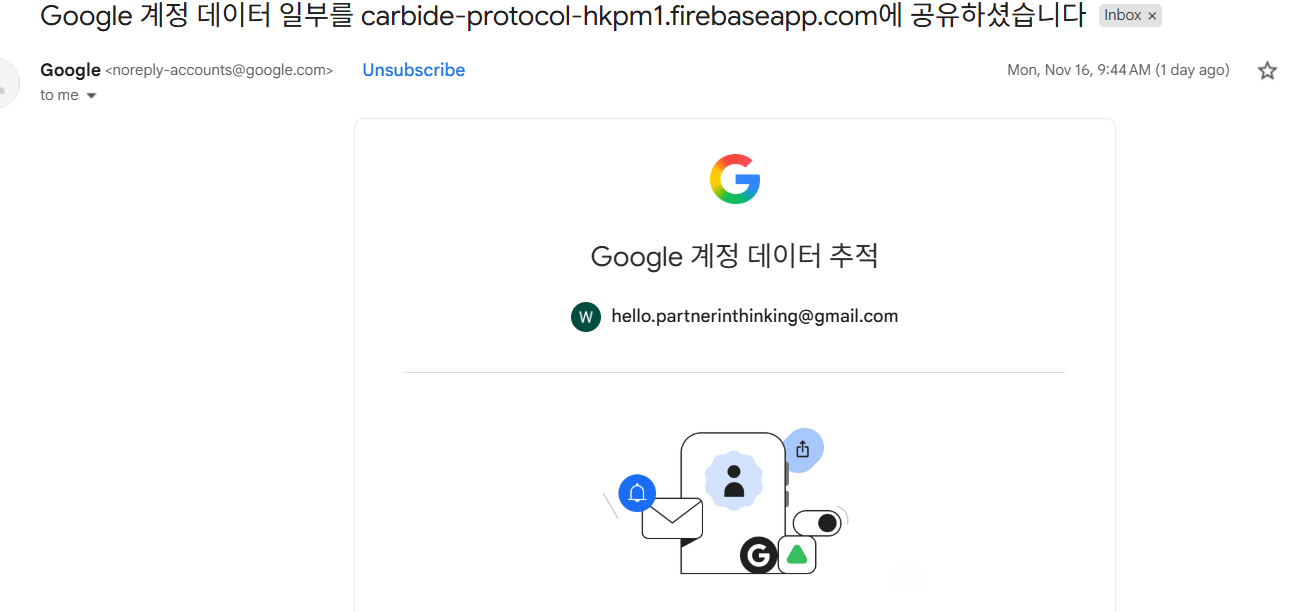 Google 계정 데이터 일부를 carbide-protocol-hkpm1.firebaseapp.com에 공유하셨습니다 Inbox ×
Google <noreply-accounts@google.com> Unsubscribe Mon, Nov 16, 9:44 AM (1 day ago)
to me
Google 계정 데이터 추적
W hello.partnerinthinking@gmail.com
G